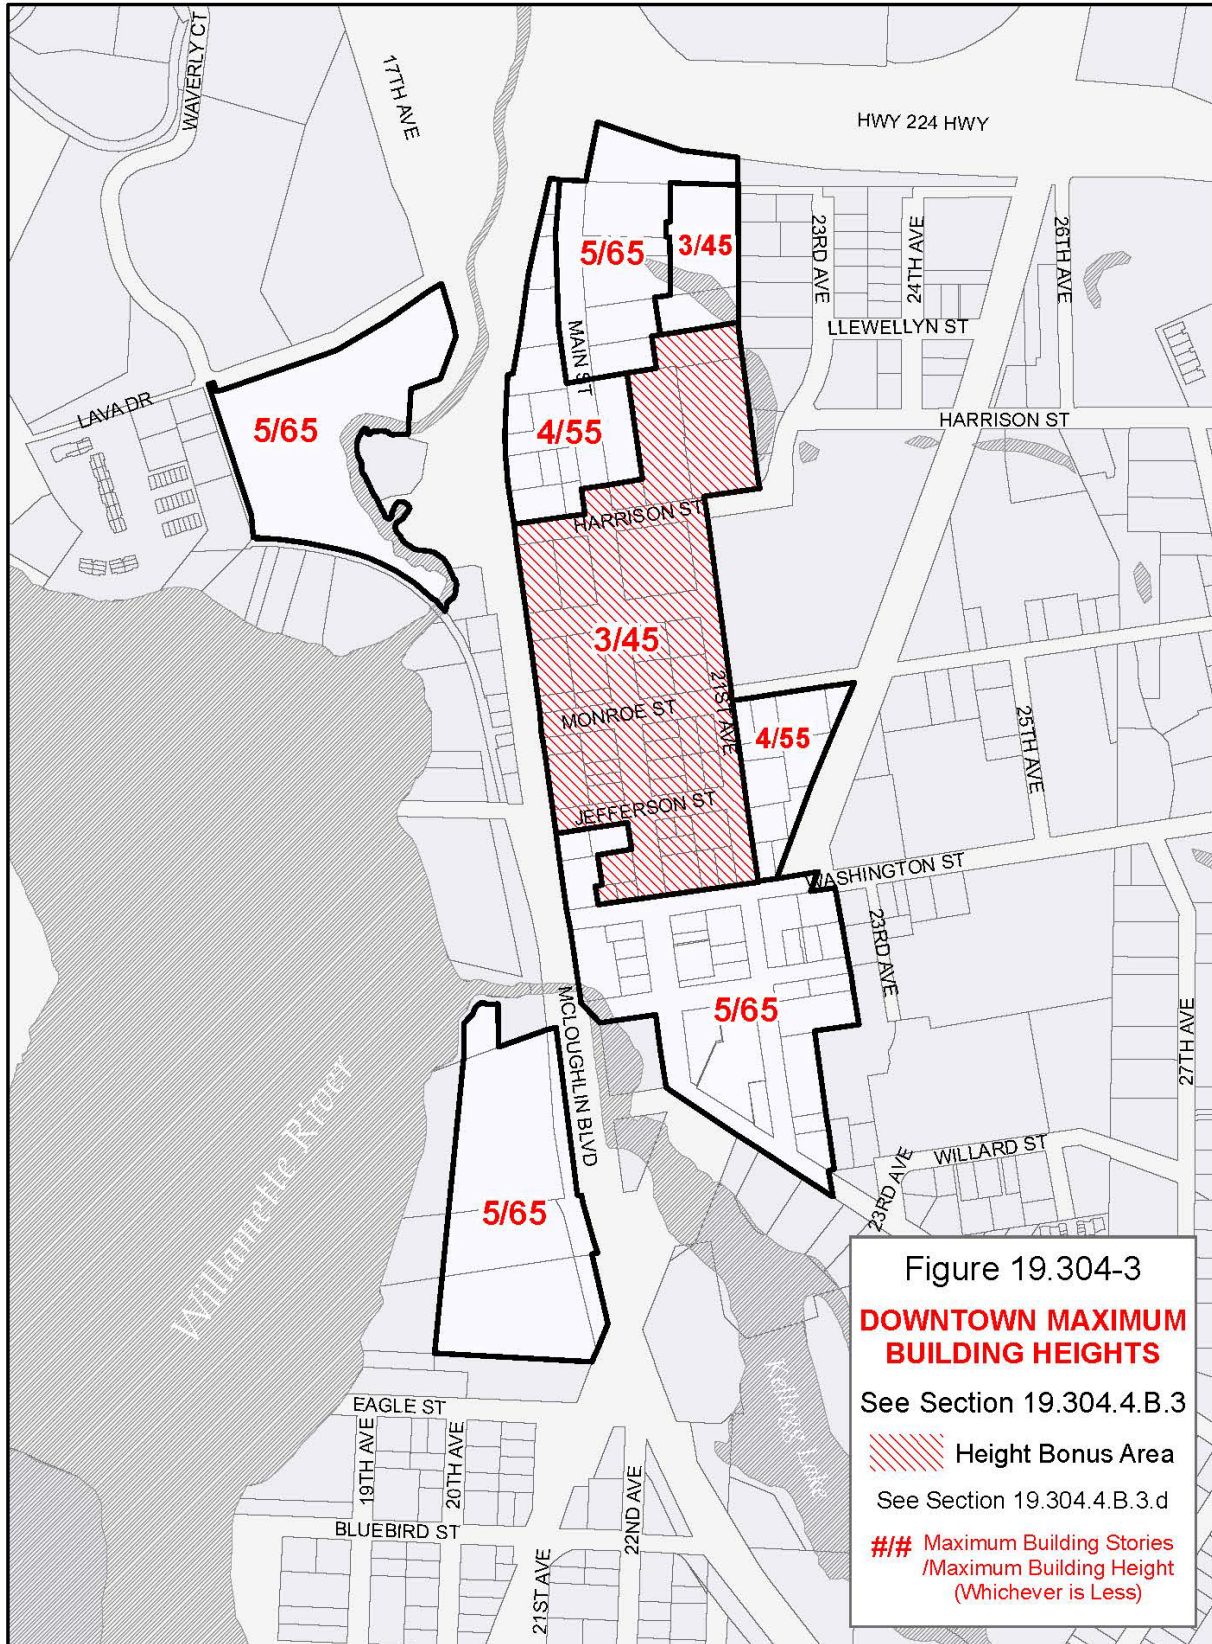 WAVERLY CT
17TH AVE
HWY 224 HWY
5/65
3/45
23RD AVE
24TH AVE
26TH AVE
LLEWELLYN ST
MAIN ST
LAVA DR
5/65
4/55
HARRISON ST
HARRISON ST
3/45
21ST AVE
MONROE ST
4/55
25TH AVE
JEFFERSON ST
WASHINGTON ST
23RD AVE
5/65
MCLOUGHLIN BLVD
27TH AVE
Willamette River
WILLARD ST
23RD AVE
5/65
Kellogg Lake
EAGLE ST
19TH AVE
20TH AVE
22ND AVE
BLUEBIRD ST
21ST AVE
Figure 19.304-3
DOWNTOWN MAXIMUM
BUILDING HEIGHTS
See Section 19.304.4.B.3
Height Bonus Area
See Section 19.304.4.B.3.d
#/# Maximum Building Stories
/Maximum Building Height
(Whichever is Less)